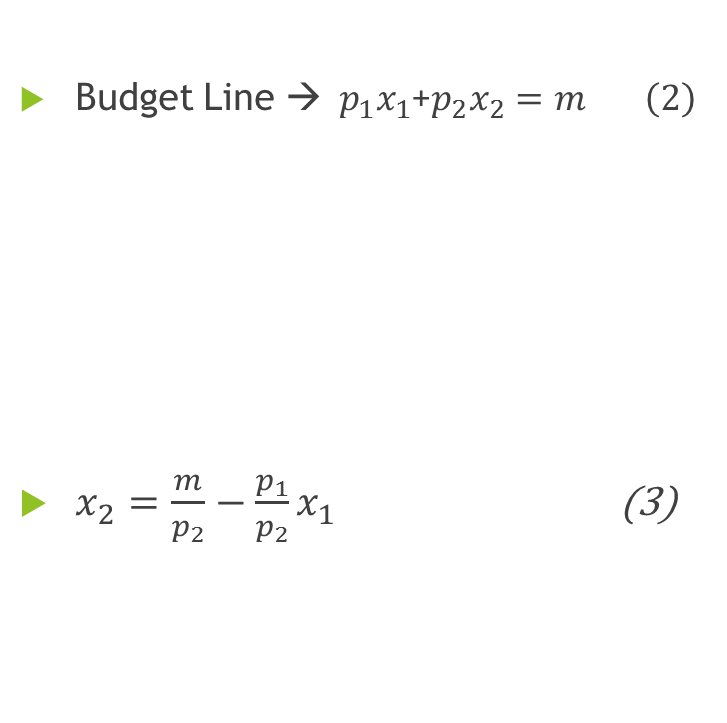 Budget Line → 𝑝₁𝑥₁+𝑝₂𝑥₂ = 𝑚 (2)
𝑥₂ = 𝑚/𝑝₂ − 𝑝₁/𝑝₂ 𝑥₁ (3)